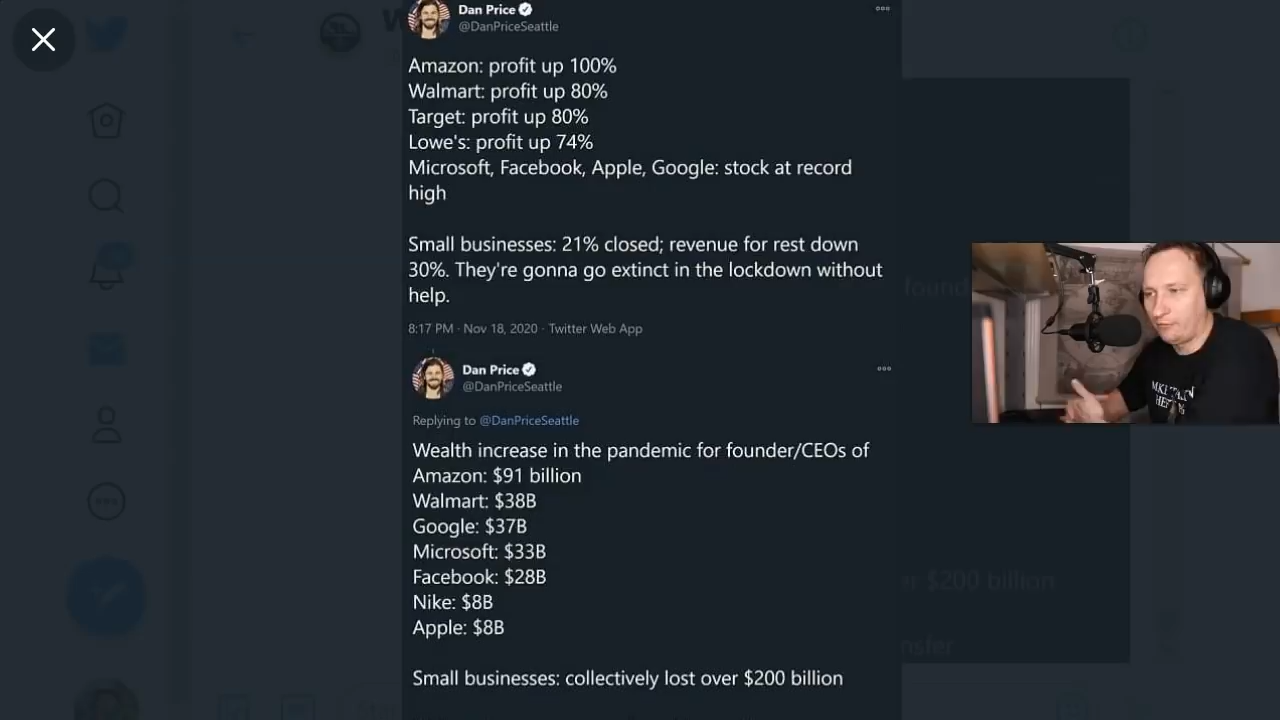 Dan Price
@DanPriceSeattle
Amazon: profit up 100%
Walmart: profit up 80%
Target: profit up 80%
Lowe's: profit up 74%
Microsoft, Facebook, Apple, Google: stock at record
high
Small businesses: 21% closed; revenue for rest down
30%. They're gonna go extinct in the lockdown without
help.
8:17 PM · Nov 18, 2020 · Twitter Web App
Dan Price
@DanPriceSeattle
Replying to @DanPriceSeattle
Wealth increase in the pandemic for founder/CEOs of
Amazon: $91 billion
Walmart: $38B
Google: $37B
Microsoft: $33B
Facebook: $28B
Nike: $8B
Apple: $8B
Small businesses: collectively lost over $200 billion
$200 billion